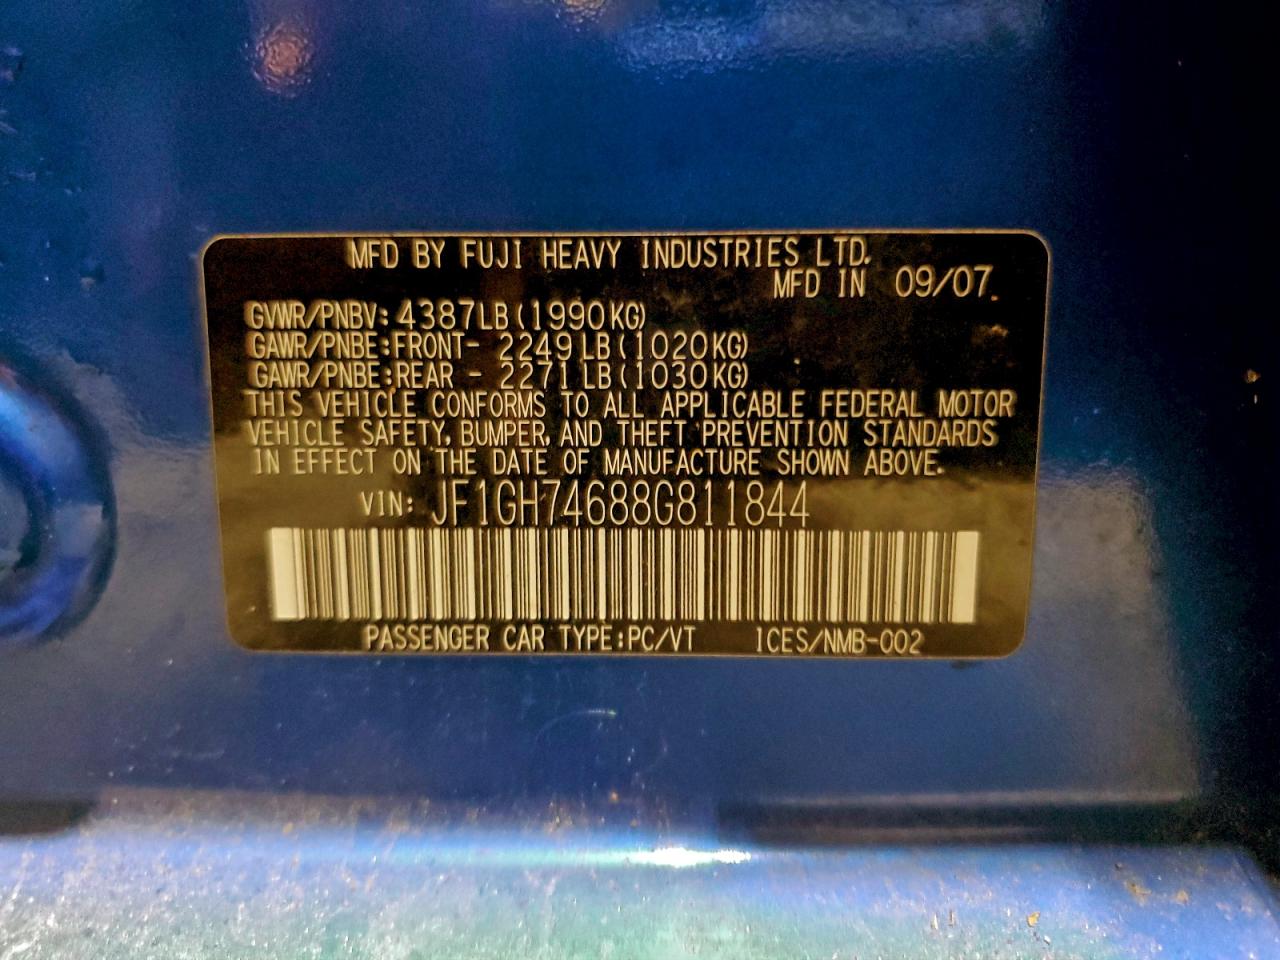 MFD BY FUJI HEAVY INDUSTRIES LTD.
MFD IN 09/07
GVWR/PNBV: 4387LB(1990KG)
GAWR/PNBE:FRONT- 2249LB(1020KG)
GAWR/PNBE:REAR - 2271LB(1030KG)
THIS VEHICLE CONFORMS TO ALL APPLICABLE FEDERAL MOTOR
VEHICLE SAFETY, BUMPER, AND THEFT PREVENTION STANDARDS
IN EFFECT ON THE DATE OF MANUFACTURE SHOWN ABOVE.
VIN: JF1GH74688G811844
PASSENGER CAR TYPE:PC/VT ICES/NMB-002